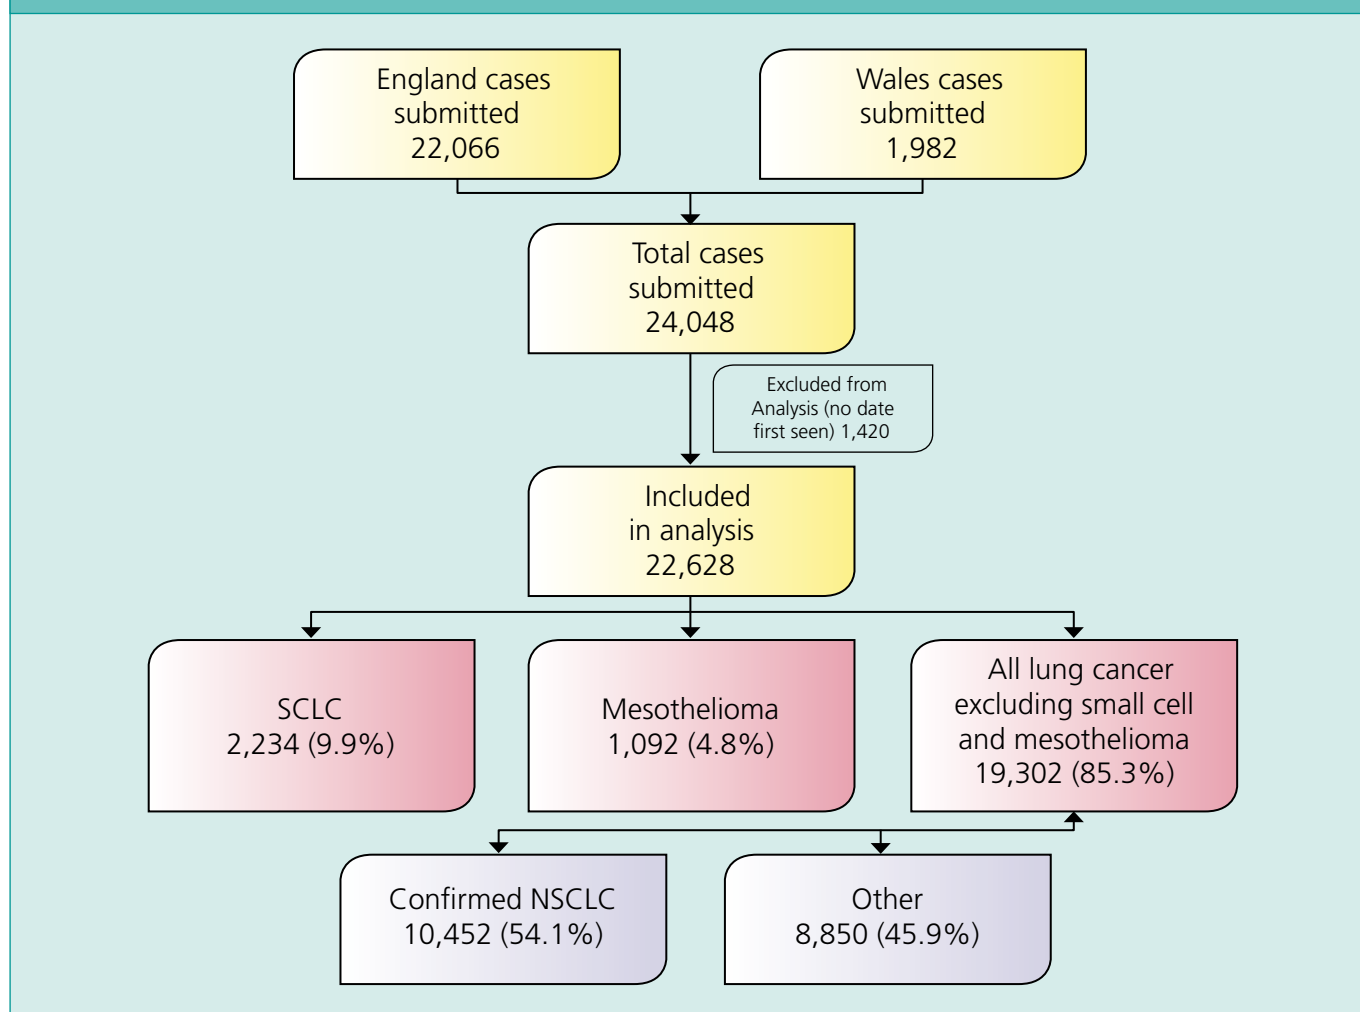 England cases
submitted
22,066
Wales cases
submitted
1,982
Total cases
submitted
24,048
Excluded from
Analysis (no date
first seen) 1,420
Included
in analysis
22,628
SCLC
2,234 (9.9%)
Mesothelioma
1,092 (4.8%)
All lung cancer
excluding small cell
and mesothelioma
19,302 (85.3%)
Confirmed NSCLC
10,452 (54.1%)
Other
8,850 (45.9%)